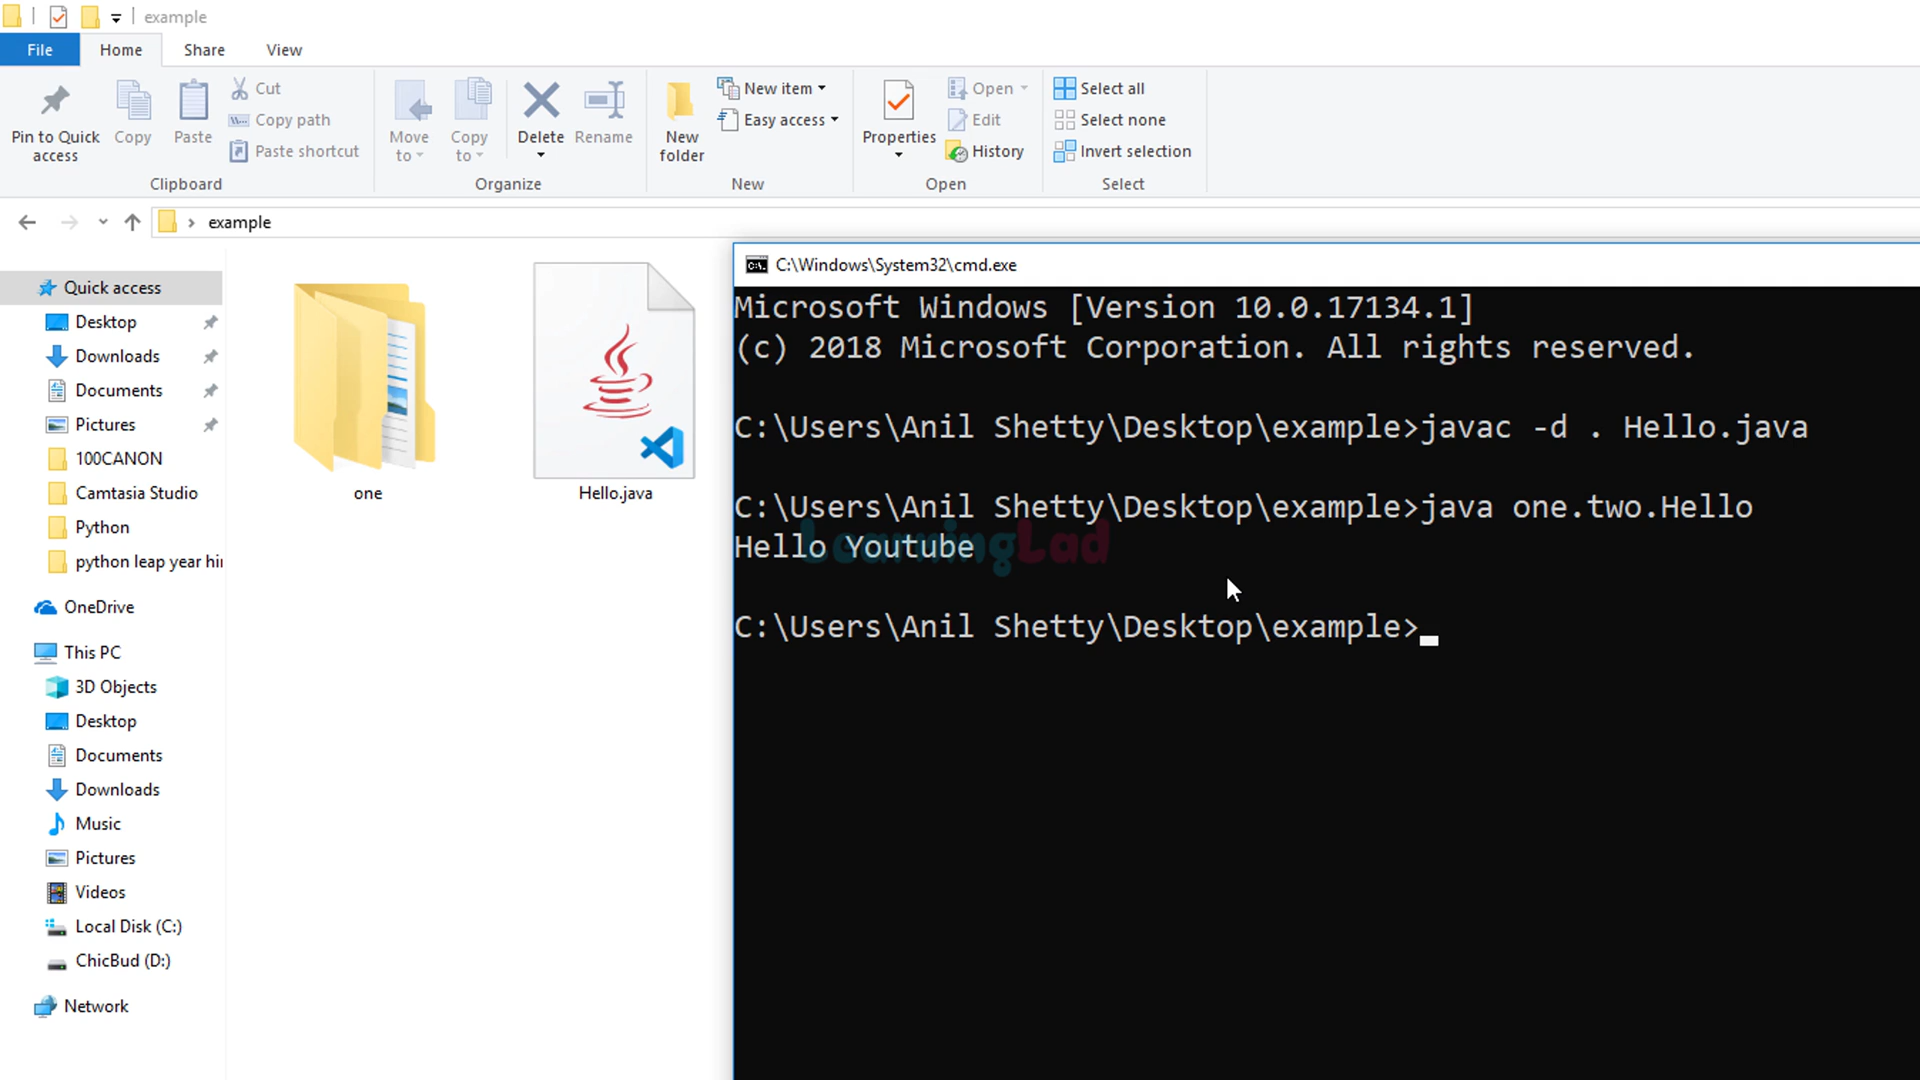 example
File Home Share View
Pin to Quick access
Copy
Paste
Cut
Copy path
Paste shortcut
Clipboard
Move to
Copy to
Delete
Rename
Organize
New folder
New item
Easy access
New
Properties
Open
Edit
History
Open
Select all
Select none
Invert selection
Select
example
Quick access
Desktop
Downloads
Documents
Pictures
100CANON
Camtasia Studio
Python
python leap year hin
OneDrive
This PC
3D Objects
Desktop
Documents
Downloads
Music
Pictures
Videos
Local Disk (C:)
ChicBud (D:)
Network
one
Hello.java
C:\Windows\System32\cmd.exe
Microsoft Windows [Version 10.0.17134.1]
(c) 2018 Microsoft Corporation. All rights reserved.
C:\Users\Anil Shetty\Desktop\example>javac -d . Hello.java
C:\Users\Anil Shetty\Desktop\example>java one.two.Hello
Hello Youtube
LearningLad
C:\Users\Anil Shetty\Desktop\example>